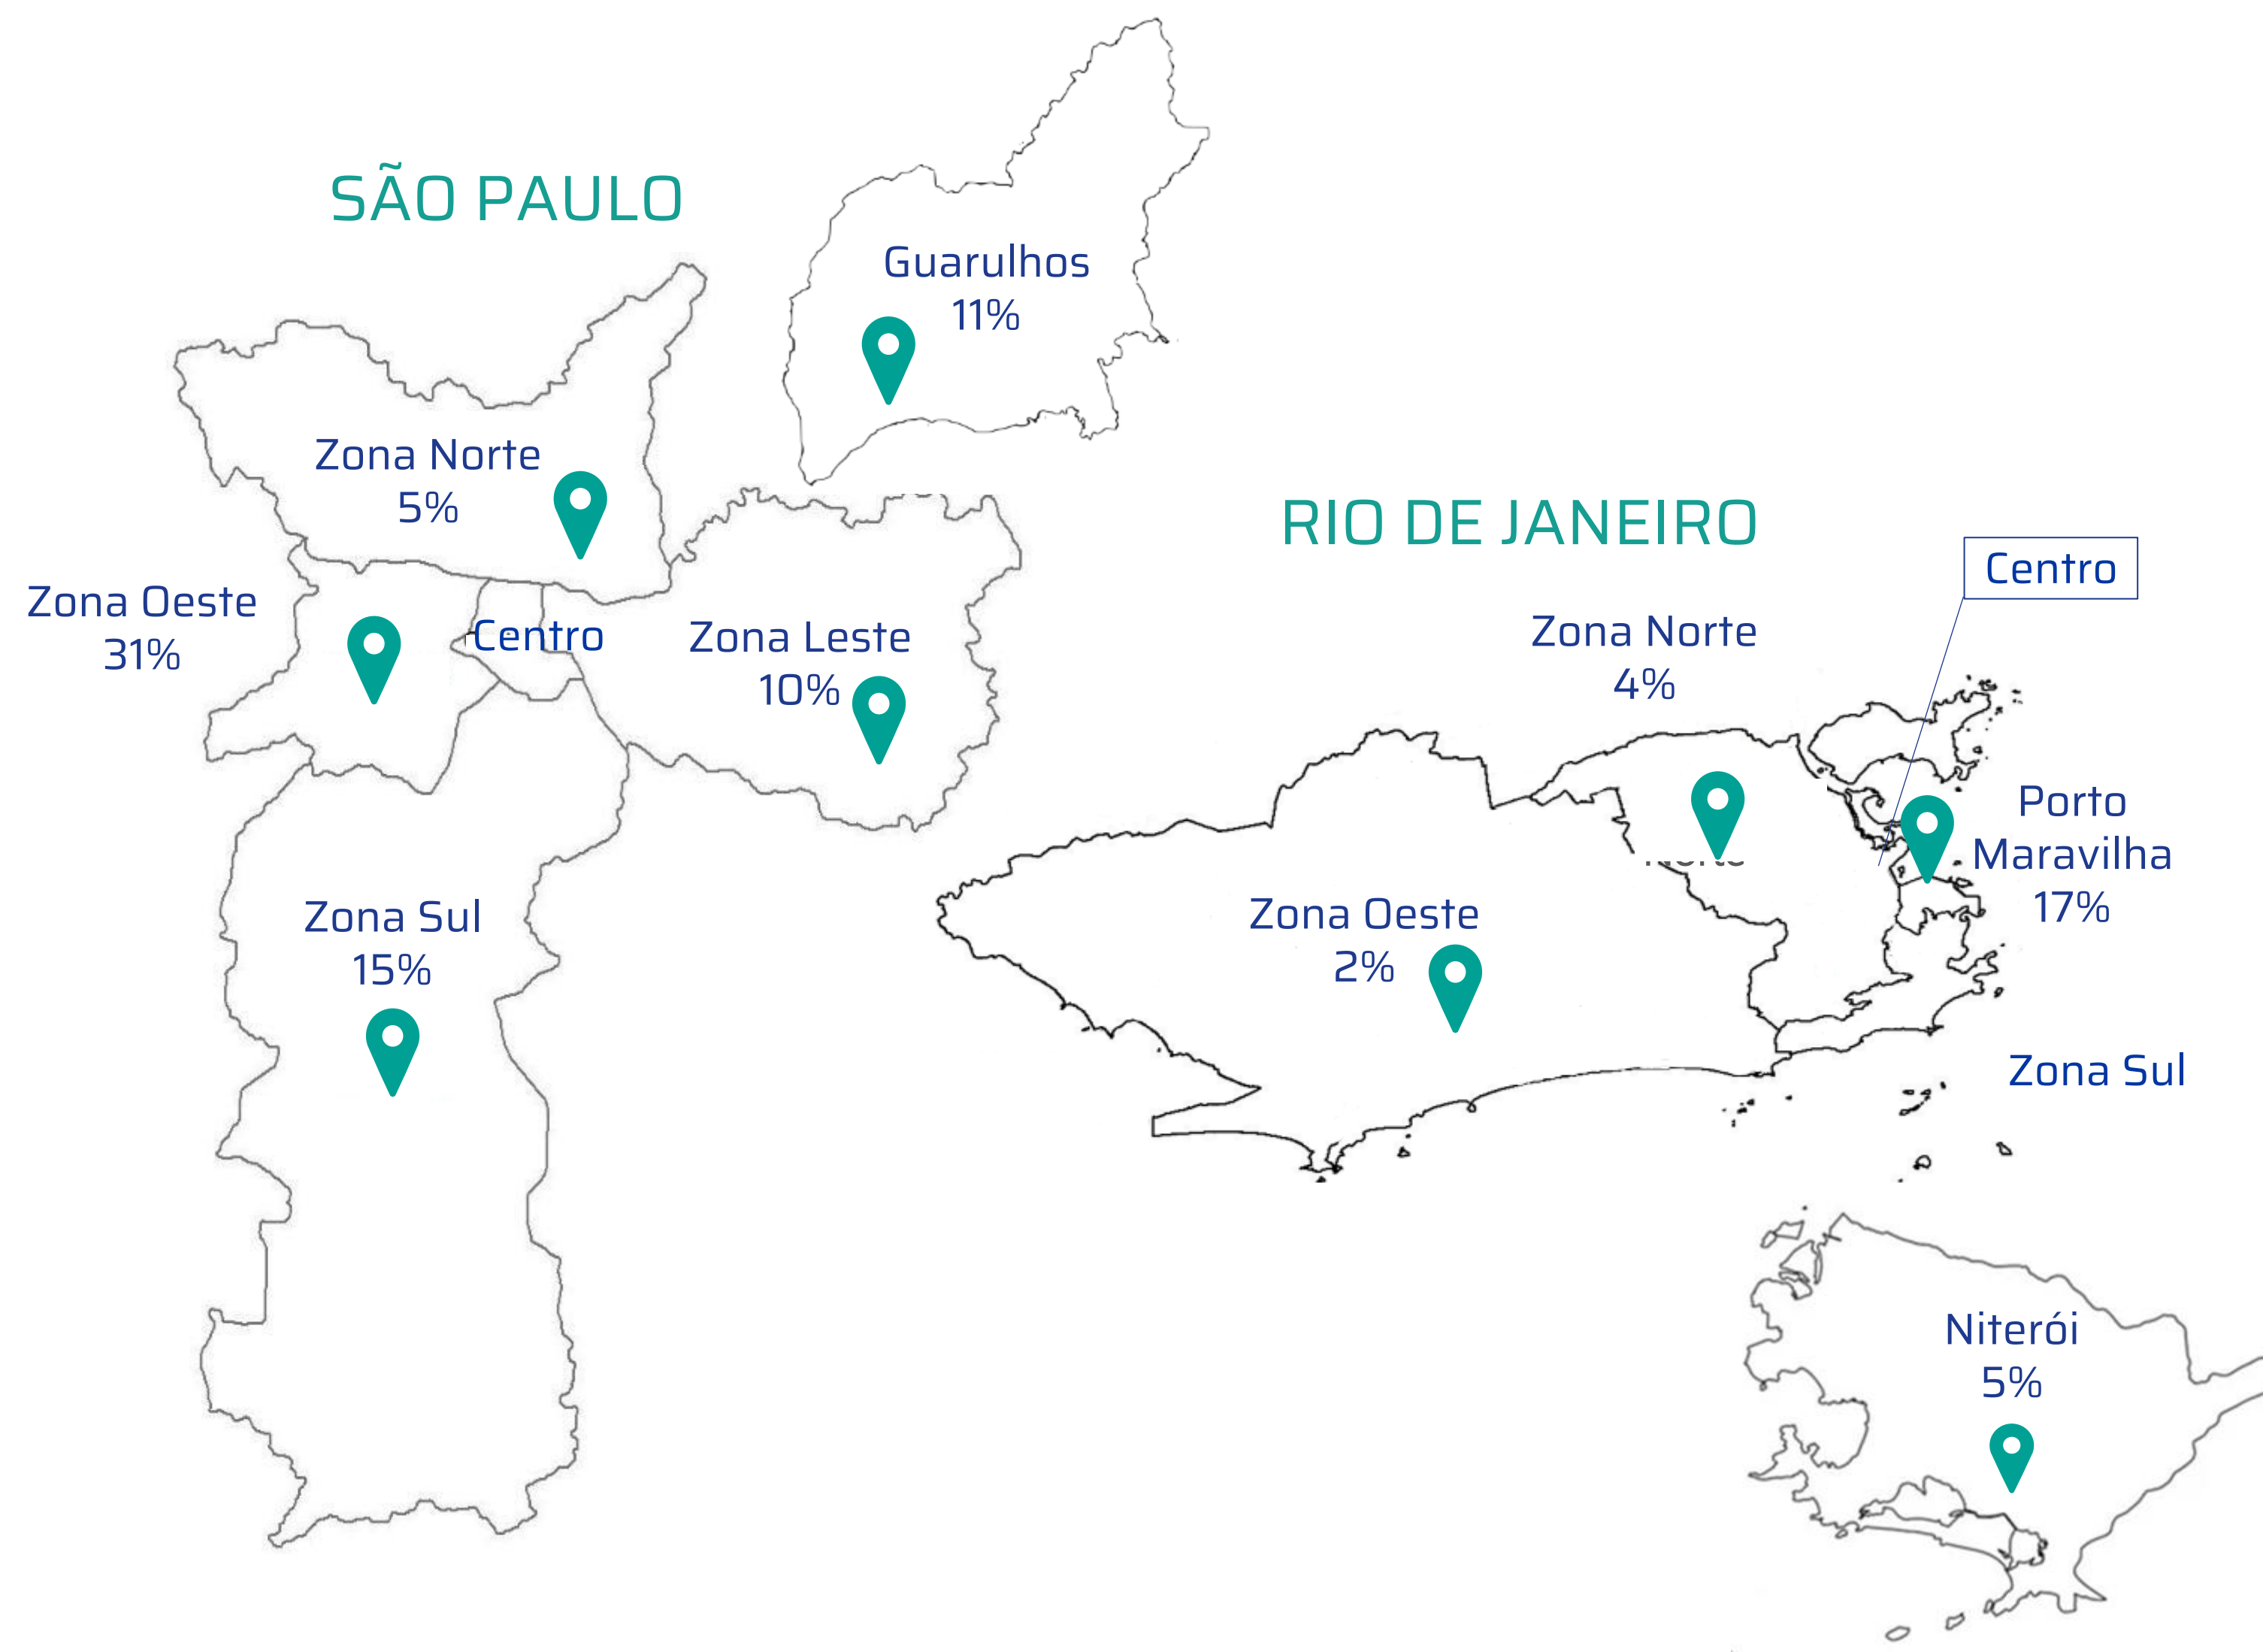 SÃO PAULO
Guarulhos
11%
Zona Norte
5%
Zona Oeste
31%
Centro
Zona Leste
10%
Zona Sul
15%
RIO DE JANEIRO
Centro
Zona Norte
4%
Porto
Maravilha
17%
Zona Oeste
2%
Zona Sul
Niterói
5%